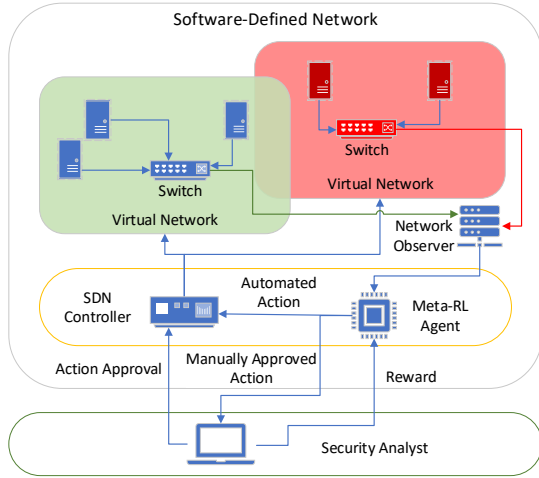 Software-Defined Network
Switch
Switch
Virtual Network
Virtual Network
Network
Observer
SDN
Controller
Automated
Action
Meta-RL
Agent
Action Approval
Manually Approved
Action
Reward
Security Analyst